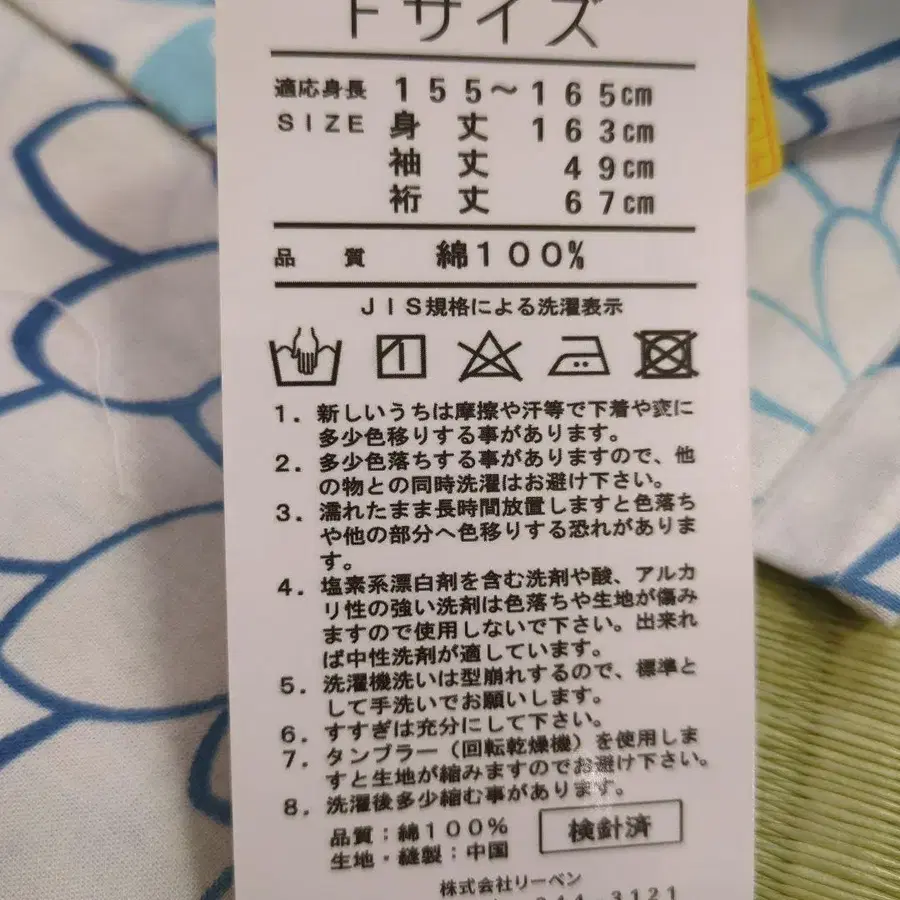 Fサイズ
適応身長 155～165cm
SIZE 身丈 163cm
袖丈 49cm
裄丈 67cm
品質 綿100%
JIS規格による洗濯表示
1. 新しいうちは摩擦や汗等で下着や衣に
多少色移りする事があります。
2. 多少色落ちする事がありますので、他
の物との同時洗濯はお避け下さい。
3. 濡れたまま長時間放置しますと色落ち
や他の部分へ色移りする恐れがありま
す。
4. 塩素系漂白剤を含む洗剤や酸、アルカ
リ性の強い洗剤は色落ちや生地が傷み
ますので使用しないで下さい。出来れ
ば中性洗剤が適しています。
5. 洗濯機洗いは型崩れするので、標準と
して手洗いでお願いします。
6. すすぎは充分にして下さい。
7. タンブラー（回転乾燥機）を使用しま
すと生地が縮みますのでお避け下さい。
8. 洗濯後多少縮む事があります。
品質：綿100%
生地・縫製：中国
検針済
株式会社リーベン
3121